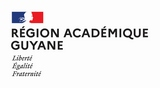 RÉGION ACADÉMIQUE
GUYANE
Liberté
Égalité
Fraternité